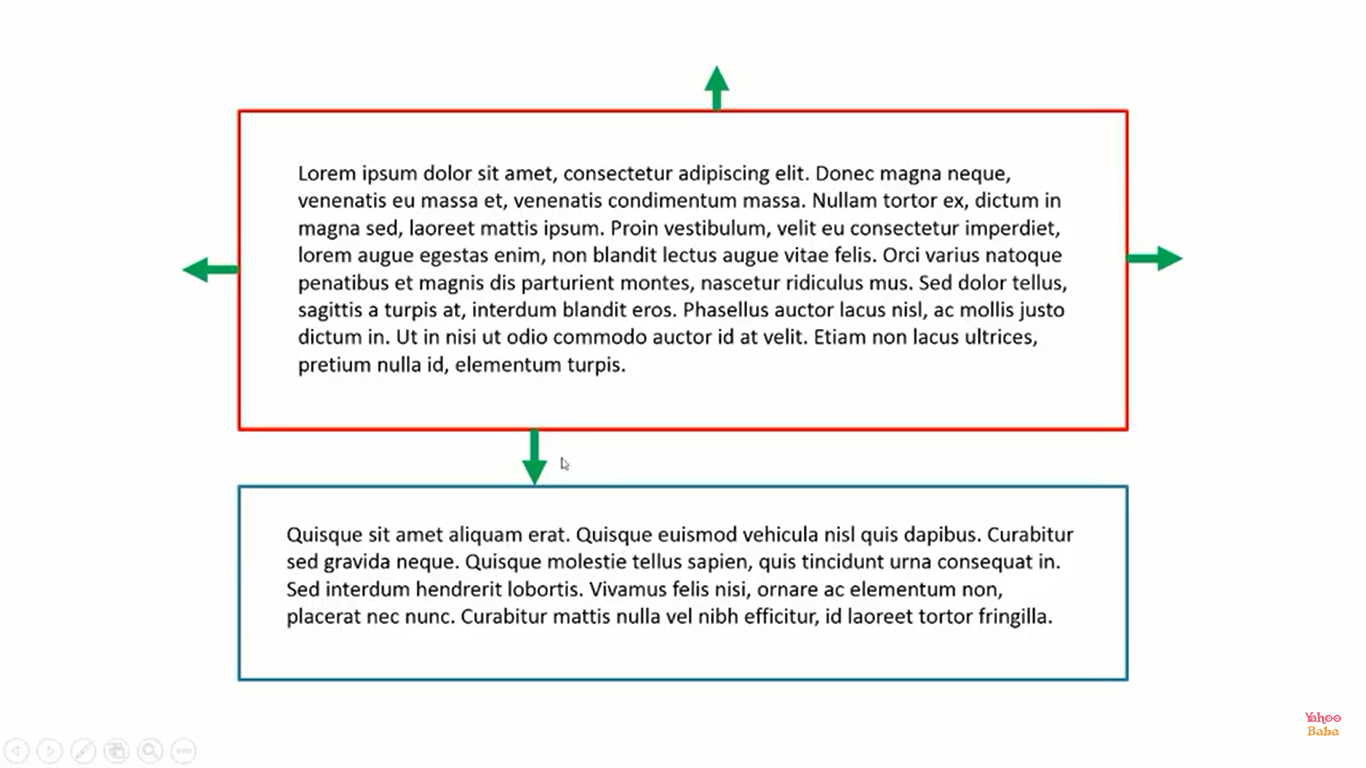 Lorem ipsum dolor sit amet, consectetur adipiscing elit. Donec magna neque,
venenatis eu massa et, venenatis condimentum massa. Nullam tortor ex, dictum in
magna sed, laoreet mattis ipsum. Proin vestibulum, velit eu consectetur imperdiet,
lorem augue egestas enim, non blandit lectus augue vitae felis. Orci varius natoque
penatibus et magnis dis parturient montes, nascetur ridiculus mus. Sed dolor tellus,
sagittis a turpis at, interdum blandit eros. Phasellus auctor lacus nisl, ac mollis justo
dictum in. Ut in nisi ut odio commodo auctor id at velit. Etiam non lacus ultrices,
pretium nulla id, elementum turpis.
Quisque sit amet aliquam erat. Quisque euismod vehicula nisl quis dapibus. Curabitur
sed gravida neque. Quisque molestie tellus sapien, quis tincidunt urna consequat in.
Sed interdum hendrerit lobortis. Vivamus felis nisi, ornare ac elementum non,
placerat nec nunc. Curabitur mattis nulla vel nibh efficitur, id laoreet tortor fringilla.
Yahoo
Baba